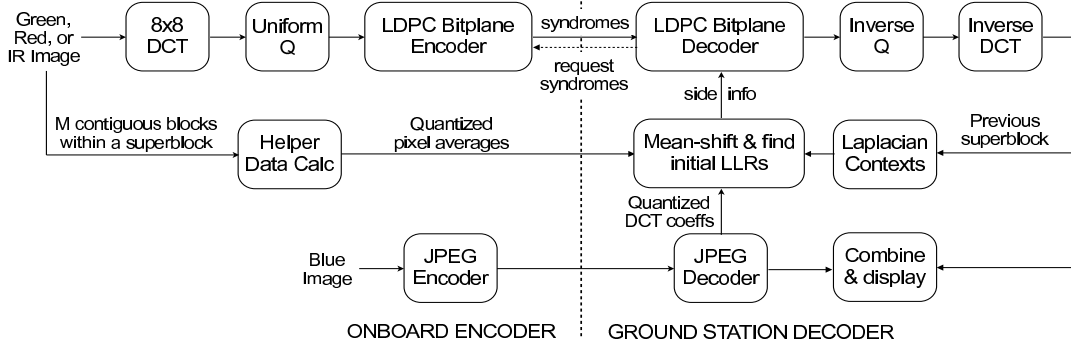 Green,
Red, or
IR Image
8x8
DCT
Uniform
Q
LDPC Bitplane
Encoder
syndromes
request
syndromes
LDPC Bitplane
Decoder
Inverse
Q
Inverse
DCT
side info
M contiguous blocks
within a superblock
Helper
Data Calc
Quantized
pixel averages
Mean-shift & find
initial LLRs
Laplacian
Contexts
Previous
superblock
Quantized
DCT coeffs
Blue
Image
JPEG
Encoder
JPEG
Decoder
Combine
& display
ONBOARD ENCODER
GROUND STATION DECODER